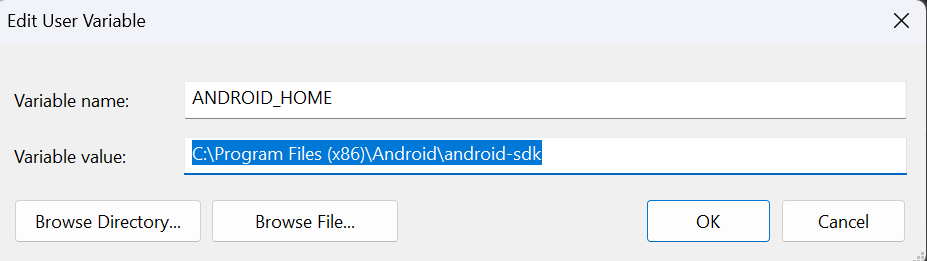 Edit User Variable
Variable name: ANDROID_HOME
Variable value: C:\Program Files (x86)\Android\android-sdk
Browse Directory... Browse File... OK Cancel